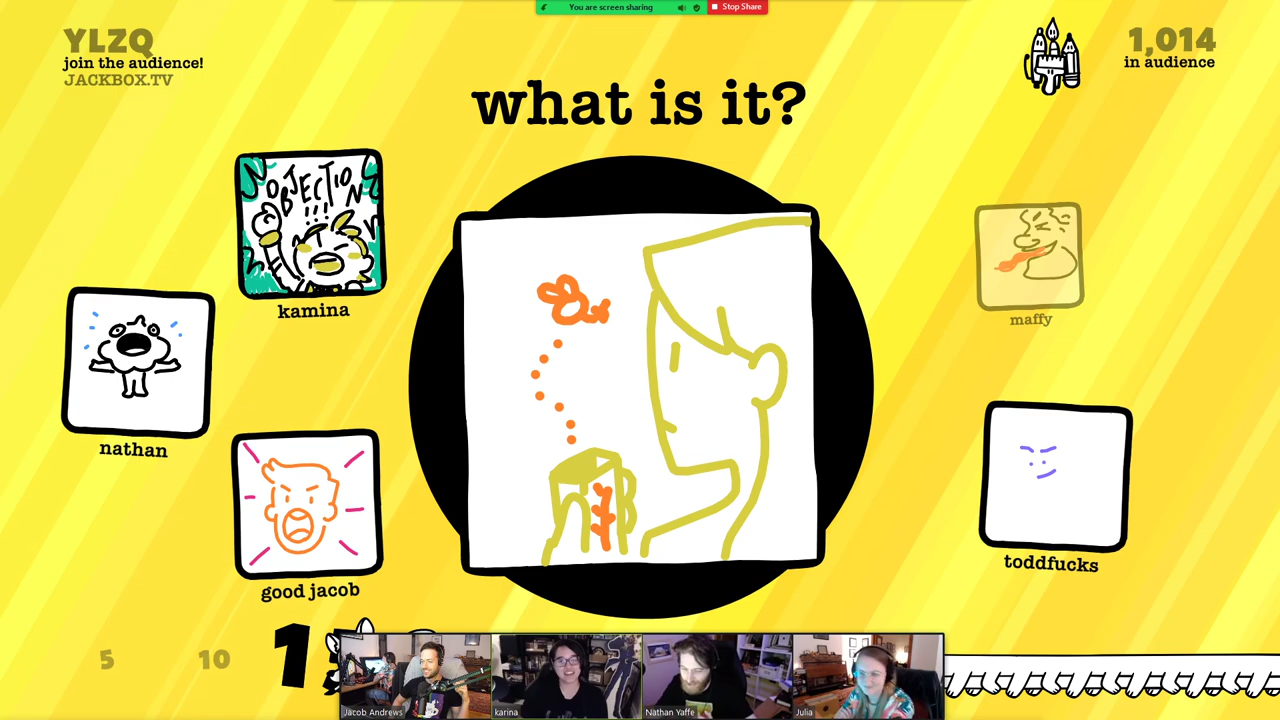 You are screen sharing
Stop Share
YLZQ
join the audience!
JACKBOX.TV
1,014
in audience
what is it?
OBJECTION
!!!
kamina
maffy
nathan
good jacob
toddfucks
5
10
1
Jacob Andrews
karina
Nathan Yaffe
Julia